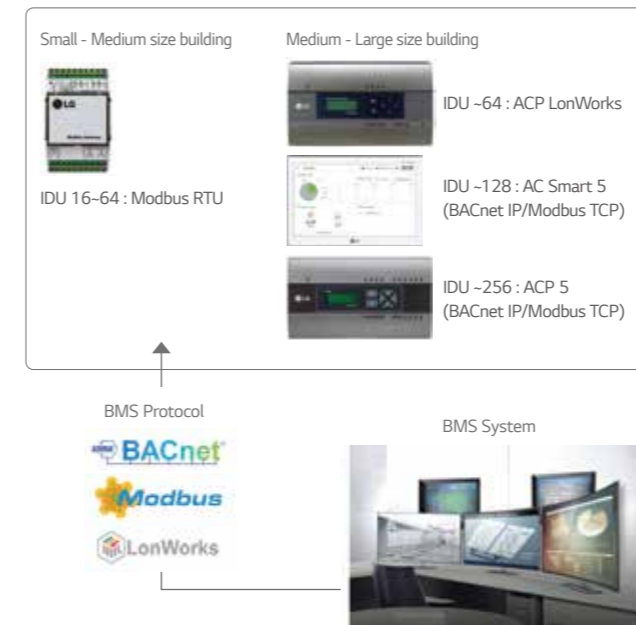 Small - Medium size building
Medium - Large size building
LG
IDU 16~64 : Modbus RTU
IDU ~64 : ACP LonWorks
IDU ~128 : AC Smart 5
(BACnet IP/Modbus TCP)
LG
IDU ~256 : ACP 5
(BACnet IP/Modbus TCP)
BMS Protocol
BACnet
Modbus
LonWorks
BMS System